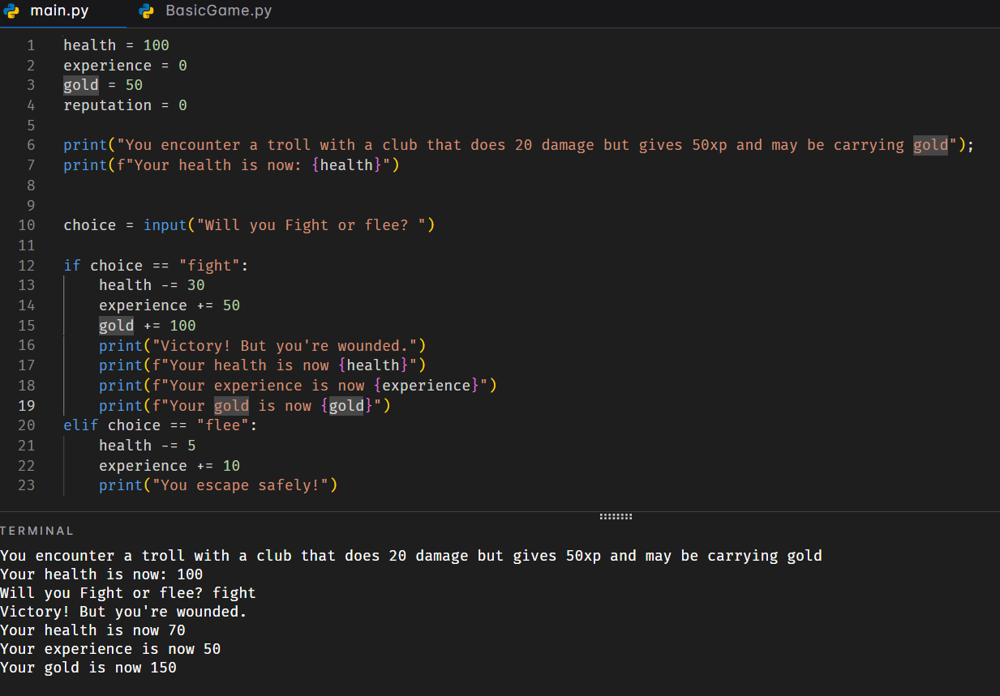 main.py BasicGame.py
1 health = 100
2 experience = 0
3 gold = 50
4 reputation = 0
5
6 print("You encounter a troll with a club that does 20 damage but gives 50xp and may be carrying gold");
7 print(f"Your health is now: {health}")
8
9
10 choice = input("Will you Fight or flee? ")
11
12 if choice == "fight":
13     health -= 30
14     experience += 50
15     gold += 100
16     print("Victory! But you're wounded.")
17     print(f"Your health is now {health}")
18     print(f"Your experience is now {experience}")
19     print(f"Your gold is now {gold}")
20 elif choice == "flee":
21     health -= 5
22     experience += 10
23     print("You escape safely!")
TERMINAL
You encounter a troll with a club that does 20 damage but gives 50xp and may be carrying gold
Your health is now: 100
Will you Fight or flee? fight
Victory! But you're wounded.
Your health is now 70
Your experience is now 50
Your gold is now 150